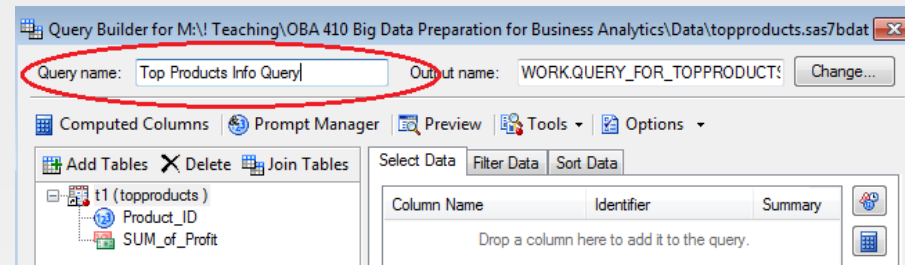 Query Builder for M:\! Teaching\OBA 410 Big Data Preparation for Business Analytics\Data\topproducts.sas7bdat
Query name: Top Products Info Query Output name: WORK.QUERY_FOR_TOPPRODUCTS Change...
Computed Columns Prompt Manager Preview Tools Options
Add Tables Delete Join Tables Select Data Filter Data Sort Data
t1 (topproducts) Column Name Identifier Summary
Product_ID
SUM_of_Profit Drop a column here to add it to the query.